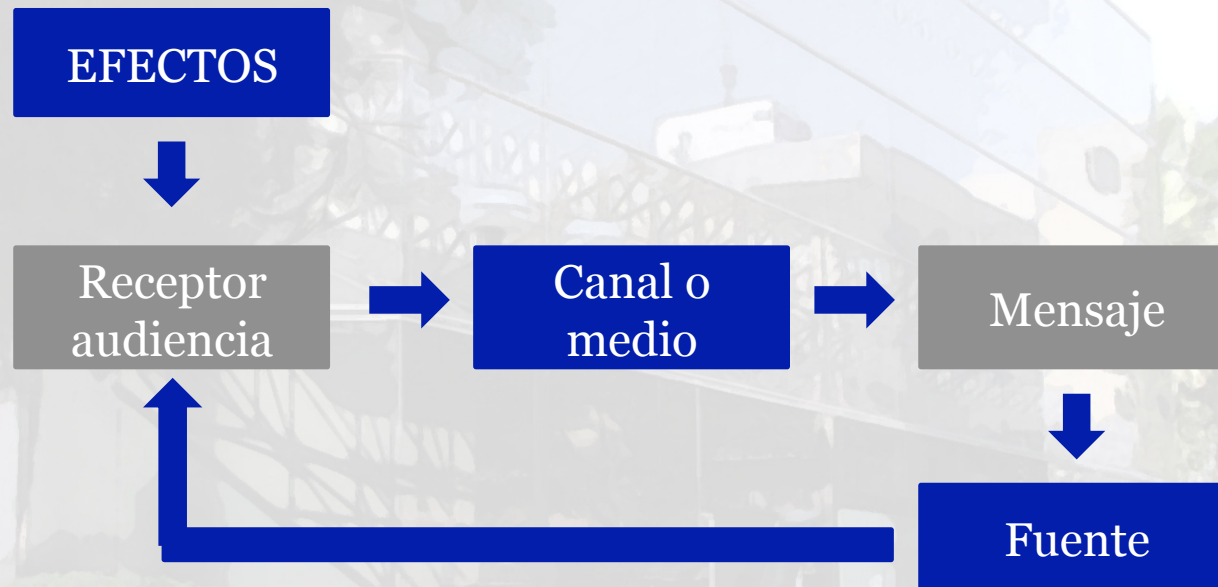 EFECTOS
Receptor
audiencia
Canal o
medio
Mensaje
Fuente